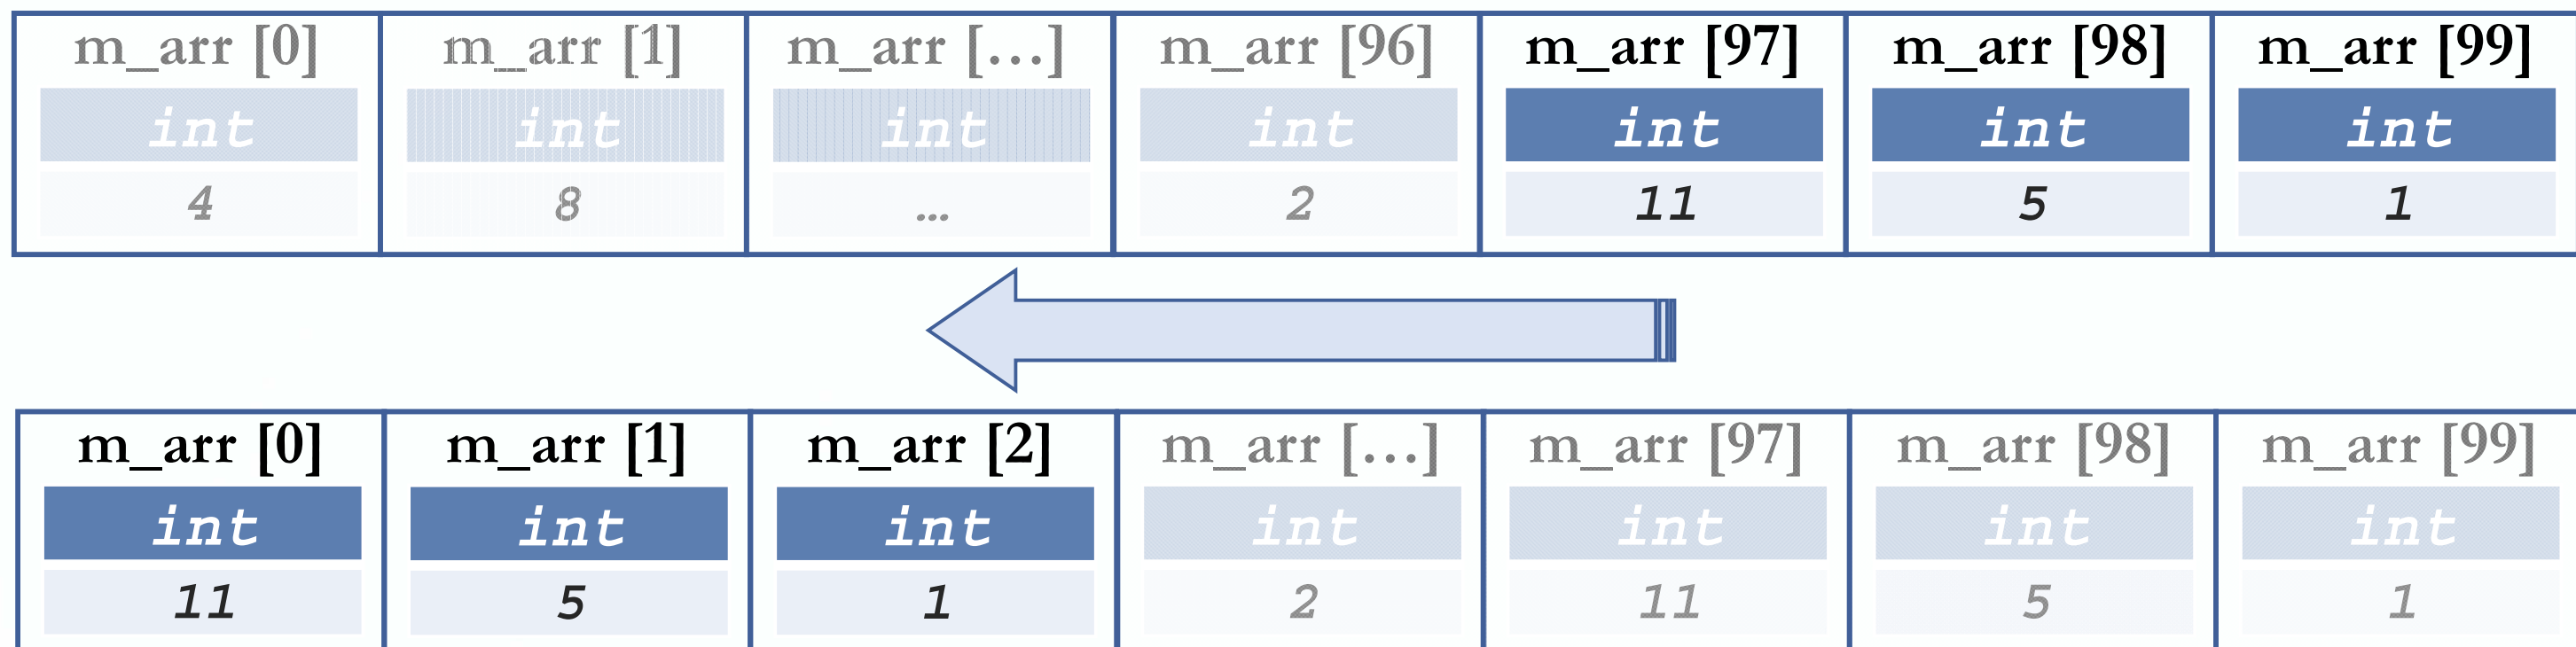 m_arr [0] m_arr [1] m_arr [...] m_arr [96] m_arr [97] m_arr [98] m_arr [99]
int int int int int int int
4 8 ... 2 11 5 1
m_arr [0] m_arr [1] m_arr [2] m_arr [...] m_arr [97] m_arr [98] m_arr [99]
int int int int int int int
11 5 1 2 11 5 1